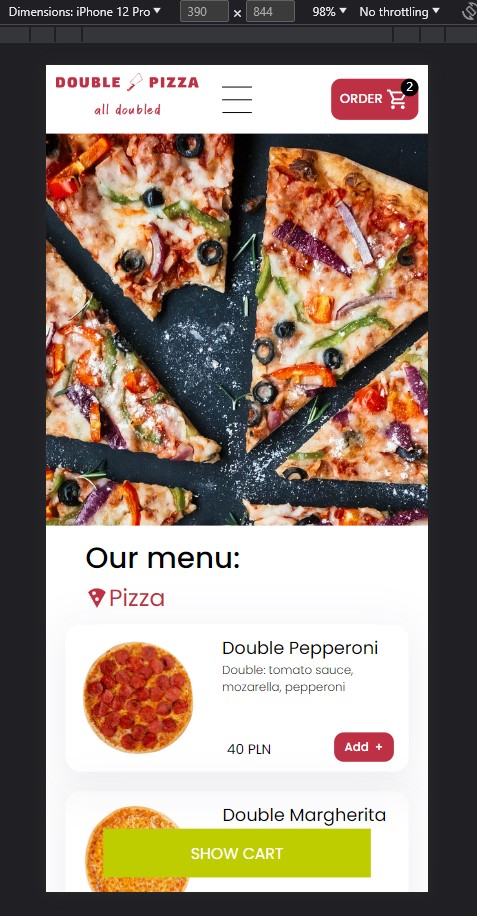 Dimensions: iPhone 12 Pro 390 × 844 98% No throttling
DOUBLE PIZZA
all doubled
ORDER 2
Our menu:
Pizza
Double Pepperoni
Double: tomato sauce,
mozarella, pepperoni
40 PLN Add +
Double Margherita
SHOW CART